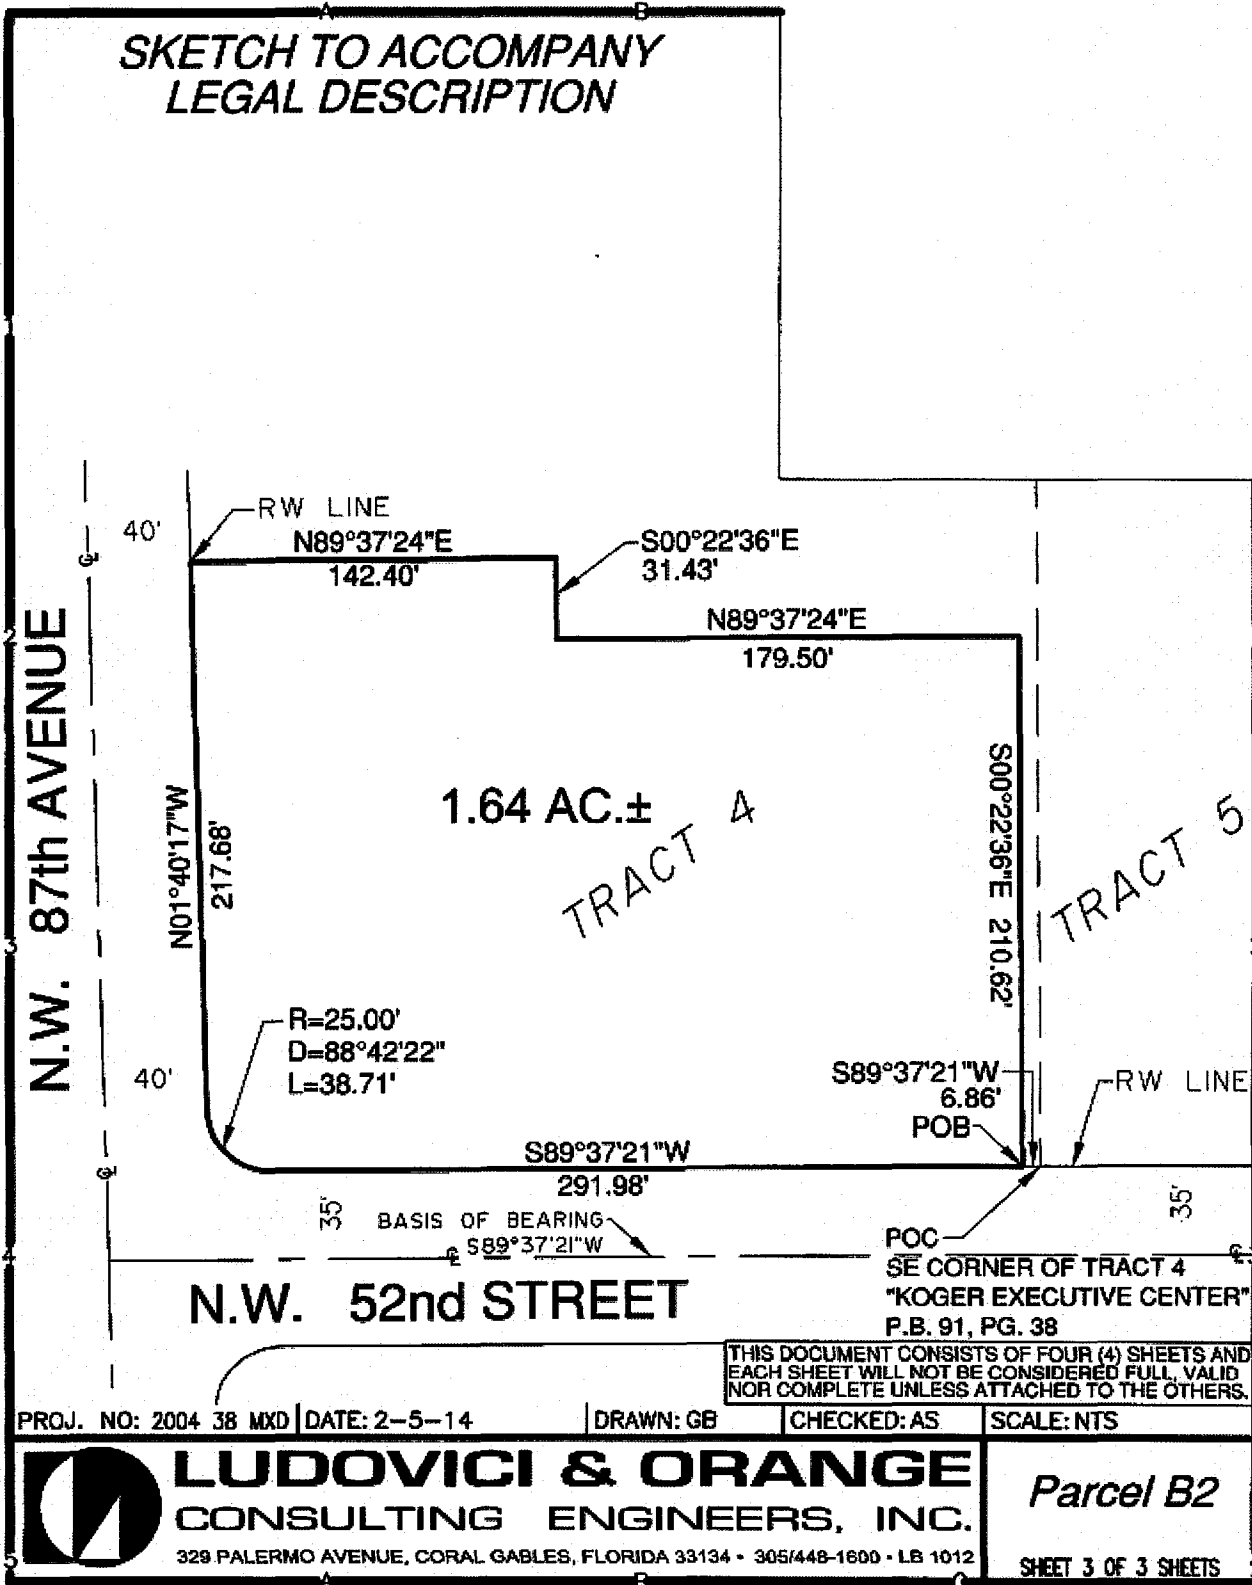 A B
SKETCH TO ACCOMPANY
LEGAL DESCRIPTION
40'
RW LINE
N89°37'24"E
142.40'
S00°22'36"E
31.43'
N89°37'24"E
179.50'
N.W. 87th AVENUE
N01°40'17"W
217.68'
1.64 AC.±
TRACT 4
S00°22'36"E 210.62'
TRACT 5
R=25.00'
D=88°42'22"
L=38.71'
40'
S89°37'21"W
6.86'
POB
RW LINE
S89°37'21"W
291.98'
35'
BASIS OF BEARING
S89°37'21"W
35'
POC
SE CORNER OF TRACT 4
"KOGER EXECUTIVE CENTER"
P.B. 91, PG. 38
N.W. 52nd STREET
THIS DOCUMENT CONSISTS OF FOUR (4) SHEETS AND
EACH SHEET WILL NOT BE CONSIDERED FULL, VALID
NOR COMPLETE UNLESS ATTACHED TO THE OTHERS.
PROJ. NO: 2004 38 MXD DATE: 2-5-14 DRAWN: GB CHECKED: AS SCALE: NTS
LUDOVICI & ORANGE
CONSULTING ENGINEERS, INC.
329 PALERMO AVENUE, CORAL GABLES, FLORIDA 33134 • 305/448-1600 • LB 1012
Parcel B2
SHEET 3 OF 3 SHEETS
1
2
3
4
5
A B C